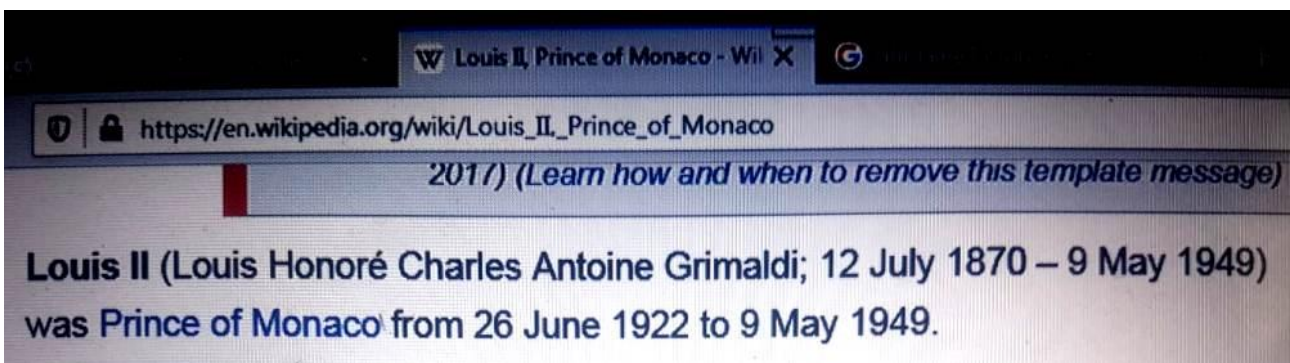 Louis II, Prince of Monaco - Wil
https://en.wikipedia.org/wiki/Louis_II,_Prince_of_Monaco
2017) (Learn how and when to remove this template message)
Louis II (Louis Honoré Charles Antoine Grimaldi; 12 July 1870 – 9 May 1949)
was Prince of Monaco from 26 June 1922 to 9 May 1949.